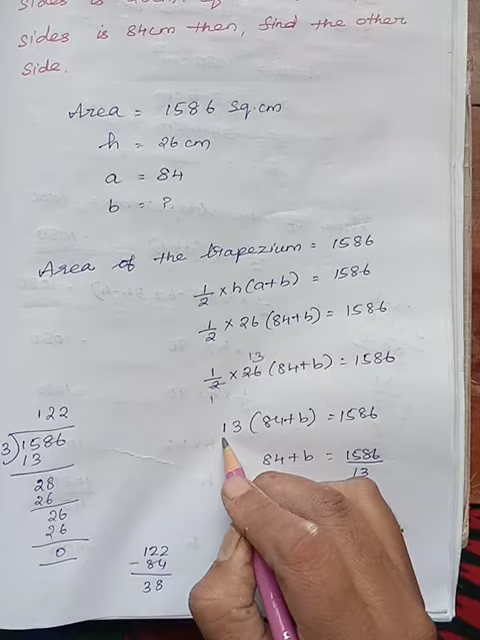 sides is
sides is 84cm then, find the other
side.
Area = 1586 sq.cm
h = 26 cm
a = 84
b = ?
Area of the trapezium = 1586
1/2 × h (a+b) = 1586
1/2 × 26 (84+b) = 1586
13
1/2 × 26 (84+b) = 1586
1
13 (84+b) = 1586
84+b = 1586/13
122
3)1586
13
28
26
26
26
0
122
- 84
38